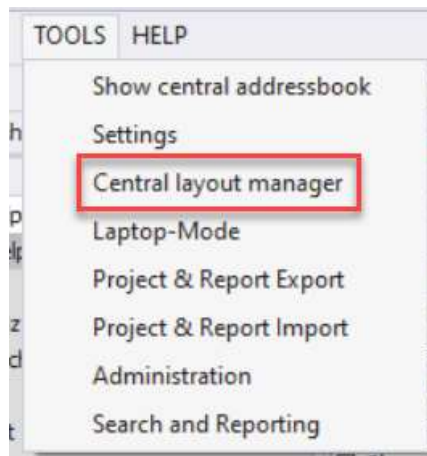 TOOLS HELP
Show central addressbook
Settings
Central layout manager
Laptop-Mode
Project & Report Export
Project & Report Import
Administration
Search and Reporting